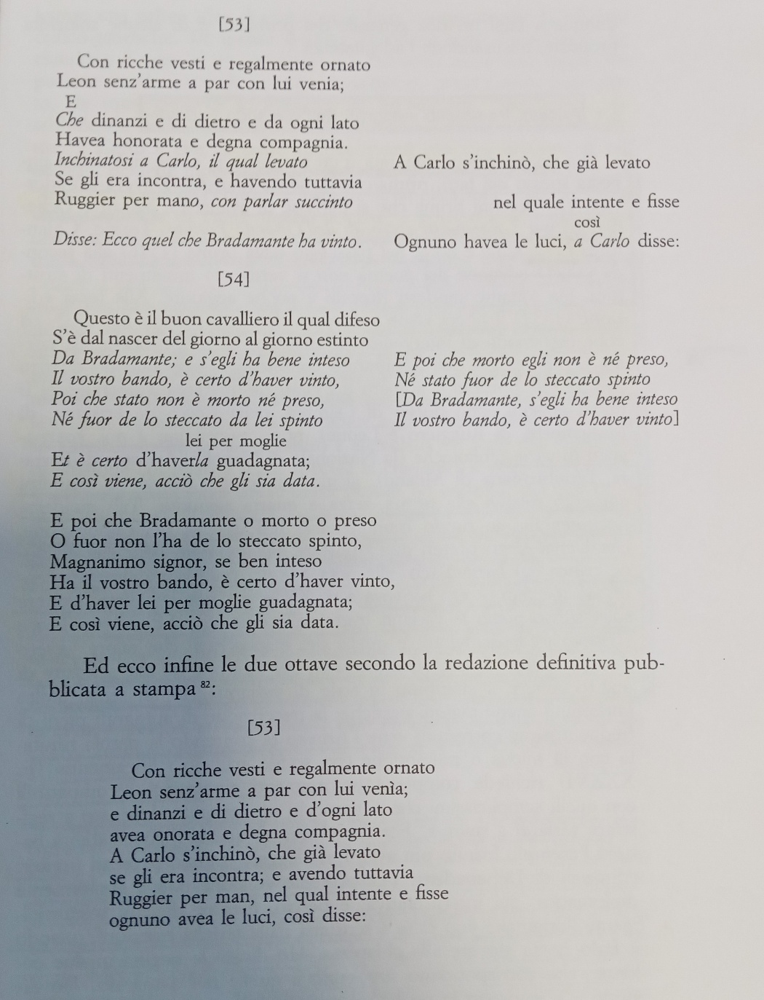 [53]
Con ricche vesti e regalmente ornato
Leon senz'arme a par con lui venia;
E
Che dinanzi e di dietro e da ogni lato
Havea honorata e degna compagnia.
Inchinatosi a Carlo, il qual levato A Carlo s'inchinò, che già levato
Se gli era incontra, e havendo tuttavia
Ruggier per mano, con parlar succinto nel quale intente e fisse
così
Disse: Ecco quel che Bradamante ha vinto. Ognuno havea le luci, a Carlo disse:
[54]
Questo è il buon cavalliero il qual difeso
S'è dal nascer del giorno al giorno estinto
Da Bradamante; e s'egli ha bene inteso E poi che morto egli non è né preso,
Il vostro bando, è certo d'haver vinto, Né stato fuor de lo steccato spinto
Poi che stato non è morto né preso, [Da Bradamante, s'egli ha bene inteso
Né fuor de lo steccato da lei spinto Il vostro bando, è certo d'haver vinto]
lei per moglie
Et è certo d'haverla guadagnata;
E così viene, acciò che gli sia data.
E poi che Bradamante o morto o preso
O fuor non l'ha de lo steccato spinto,
Magnanimo signor, se ben inteso
Ha il vostro bando, è certo d'haver vinto,
E d'haver lei per moglie guadagnata;
E così viene, acciò che gli sia data.
Ed ecco infine le due ottave secondo la redazione definitiva pub-
blicata a stampa 82:
[53]
Con ricche vesti e regalmente ornato
Leon senz'arme a par con lui venìa;
e dinanzi e di dietro e d'ogni lato
avea onorata e degna compagnia.
A Carlo s'inchinò, che già levato
se gli era incontra; e avendo tuttavia
Ruggier per man, nel qual intente e fisse
ognuno avea le luci, così disse: